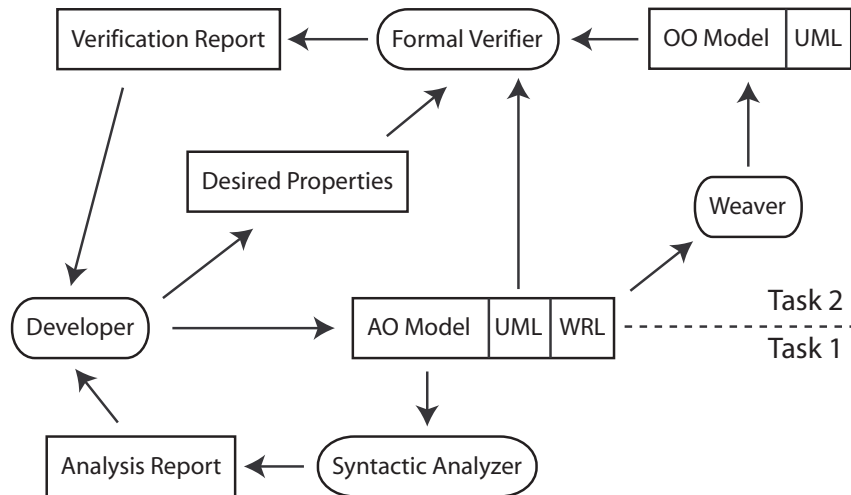 Verification Report
Formal Verifier
OO Model UML
Desired Properties
Weaver
Developer
AO Model UML WRL
Task 2
Task 1
Analysis Report
Syntactic Analyzer